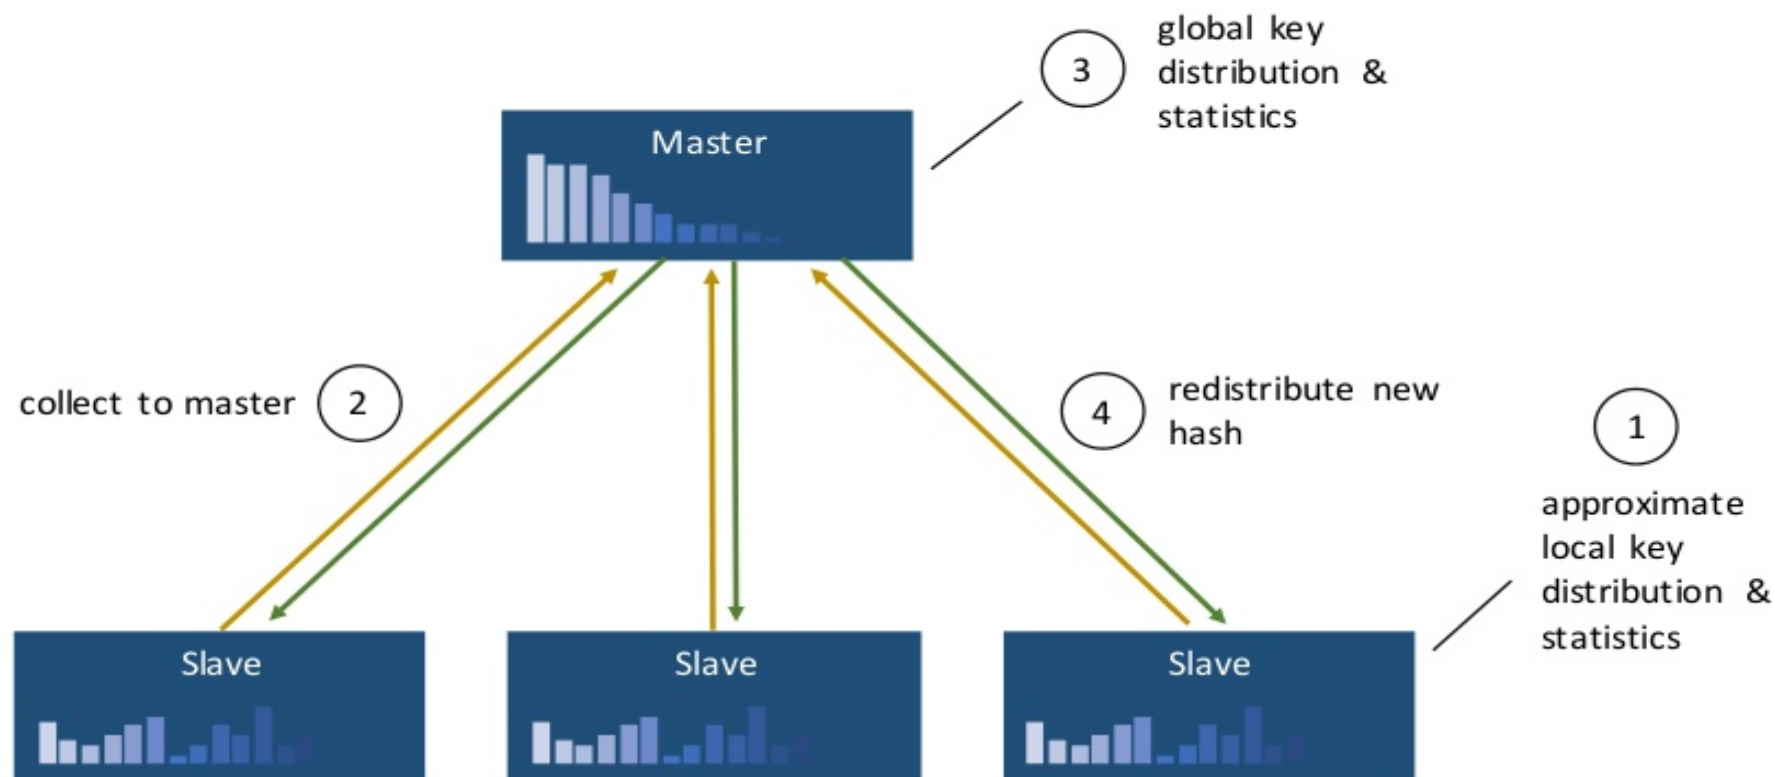 3
global key
distribution &
statistics
Master
collect to master
2
4
redistribute new
hash
1
approximate
local key
distribution &
statistics
Slave
Slave
Slave